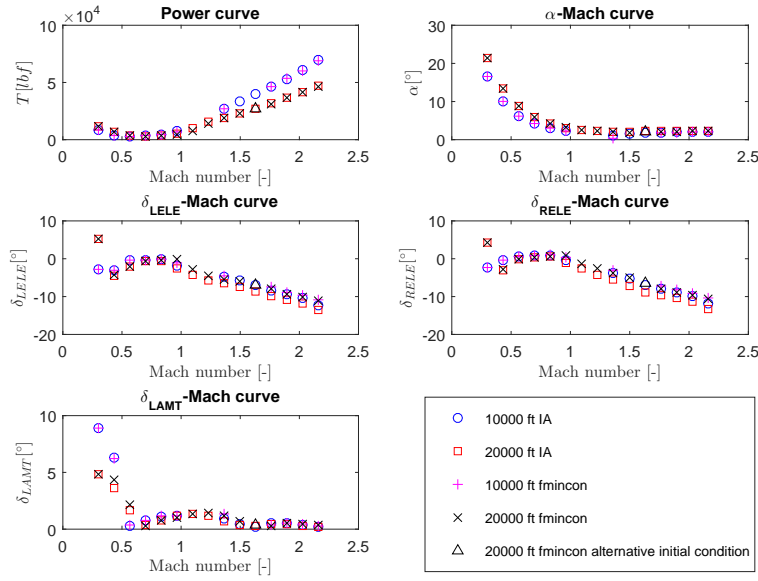 Power curve
×10⁴
T[lbf]
10
5
0
0 0.5 1 1.5 2 2.5
Mach number [-]
α-Mach curve
α[°]
30
20
10
0
0 0.5 1 1.5 2 2.5
Mach number [-]
δLELE-Mach curve
δLELE[°]
10
0
-10
-20
0 0.5 1 1.5 2 2.5
Mach number [-]
δRELE-Mach curve
δRELE[°]
10
0
-10
-20
0 0.5 1 1.5 2 2.5
Mach number [-]
δLAMT-Mach curve
δLAMT[°]
10
5
0
0 0.5 1 1.5 2 2.5
Mach number [-]
10000 ft IA
20000 ft IA
10000 ft fmincon
20000 ft fmincon
20000 ft fmincon alternative initial condition